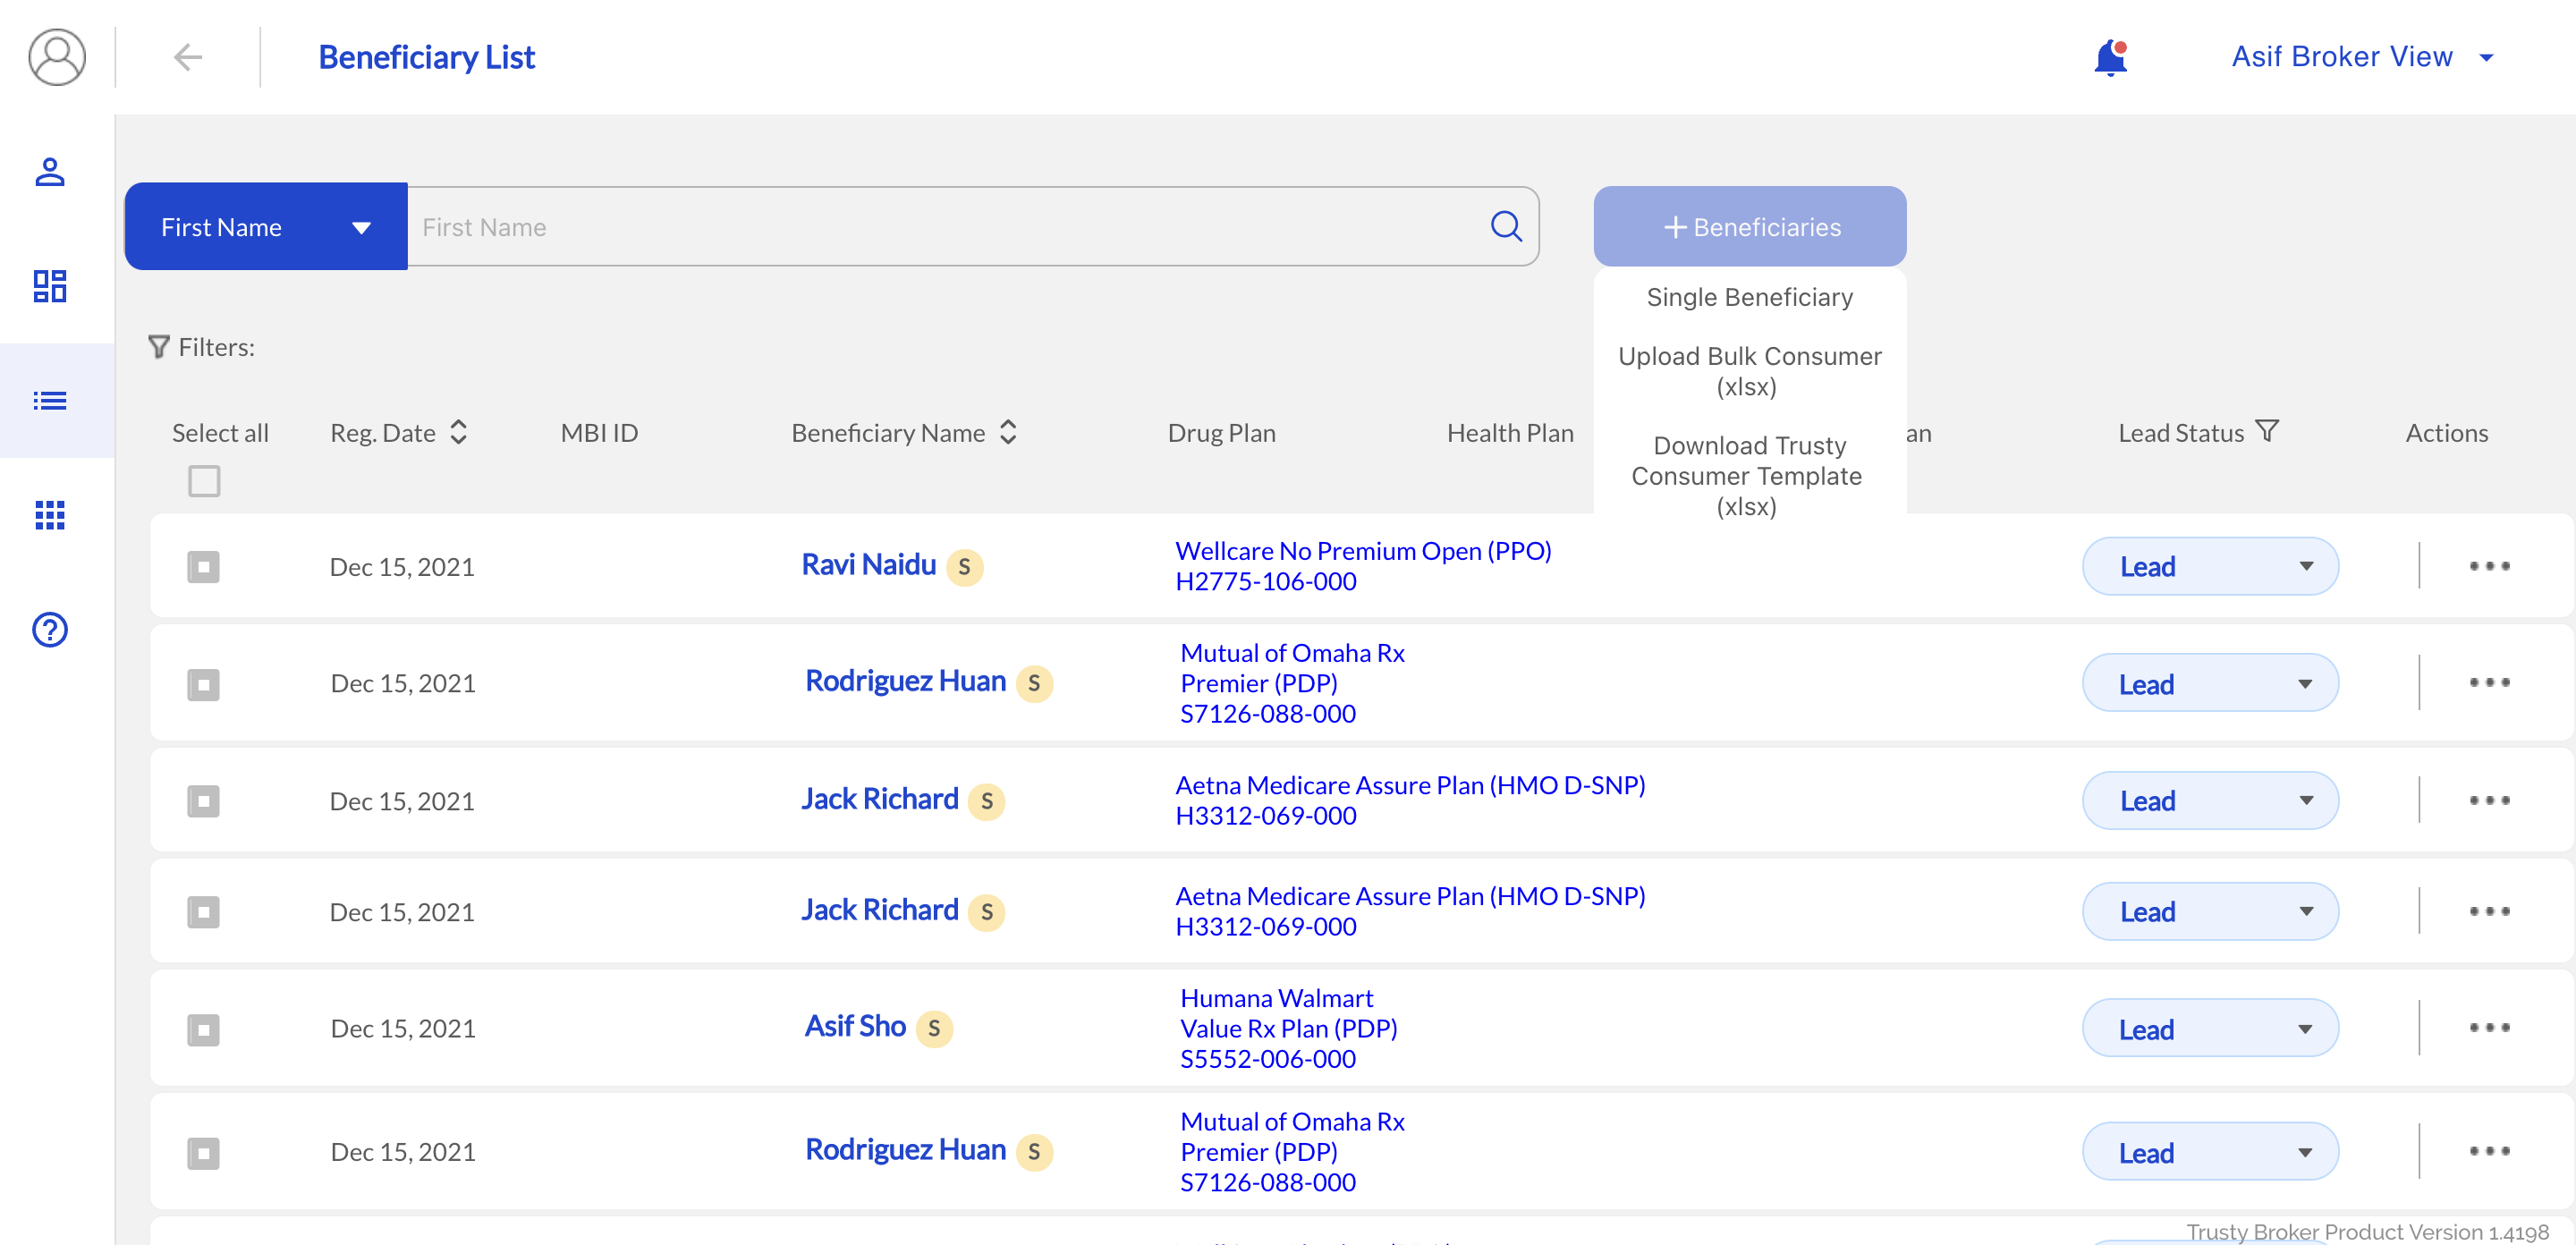 Beneficiary List
Asif Broker View
First Name
First Name
+ Beneficiaries
Single Beneficiary
Upload Bulk Consumer
(xlsx)
Download Trusty
Consumer Template
(xlsx)
Filters:
Select all
Reg. Date
MBI ID
Beneficiary Name
Drug Plan
Health Plan
an
Lead Status
Actions
Dec 15, 2021
Ravi Naidu S
Wellcare No Premium Open (PPO)
H2775-106-000
Lead
Dec 15, 2021
Rodriguez Huan S
Mutual of Omaha Rx
Premier (PDP)
S7126-088-000
Lead
Dec 15, 2021
Jack Richard S
Aetna Medicare Assure Plan (HMO D-SNP)
H3312-069-000
Lead
Dec 15, 2021
Jack Richard S
Aetna Medicare Assure Plan (HMO D-SNP)
H3312-069-000
Lead
Dec 15, 2021
Asif Sho S
Humana Walmart
Value Rx Plan (PDP)
S5552-006-000
Lead
Dec 15, 2021
Rodriguez Huan S
Mutual of Omaha Rx
Premier (PDP)
S7126-088-000
Lead
Trusty Broker Product Version 1.4198